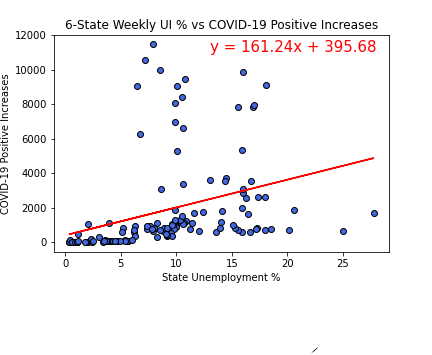 6-State Weekly UI % vs COVID-19 Positive Increases
y = 161.24x + 395.68
12000
10000
8000
6000
4000
2000
0
COVID-19 Positive Increases
0 5 10 15 20 25
State Unemployment %